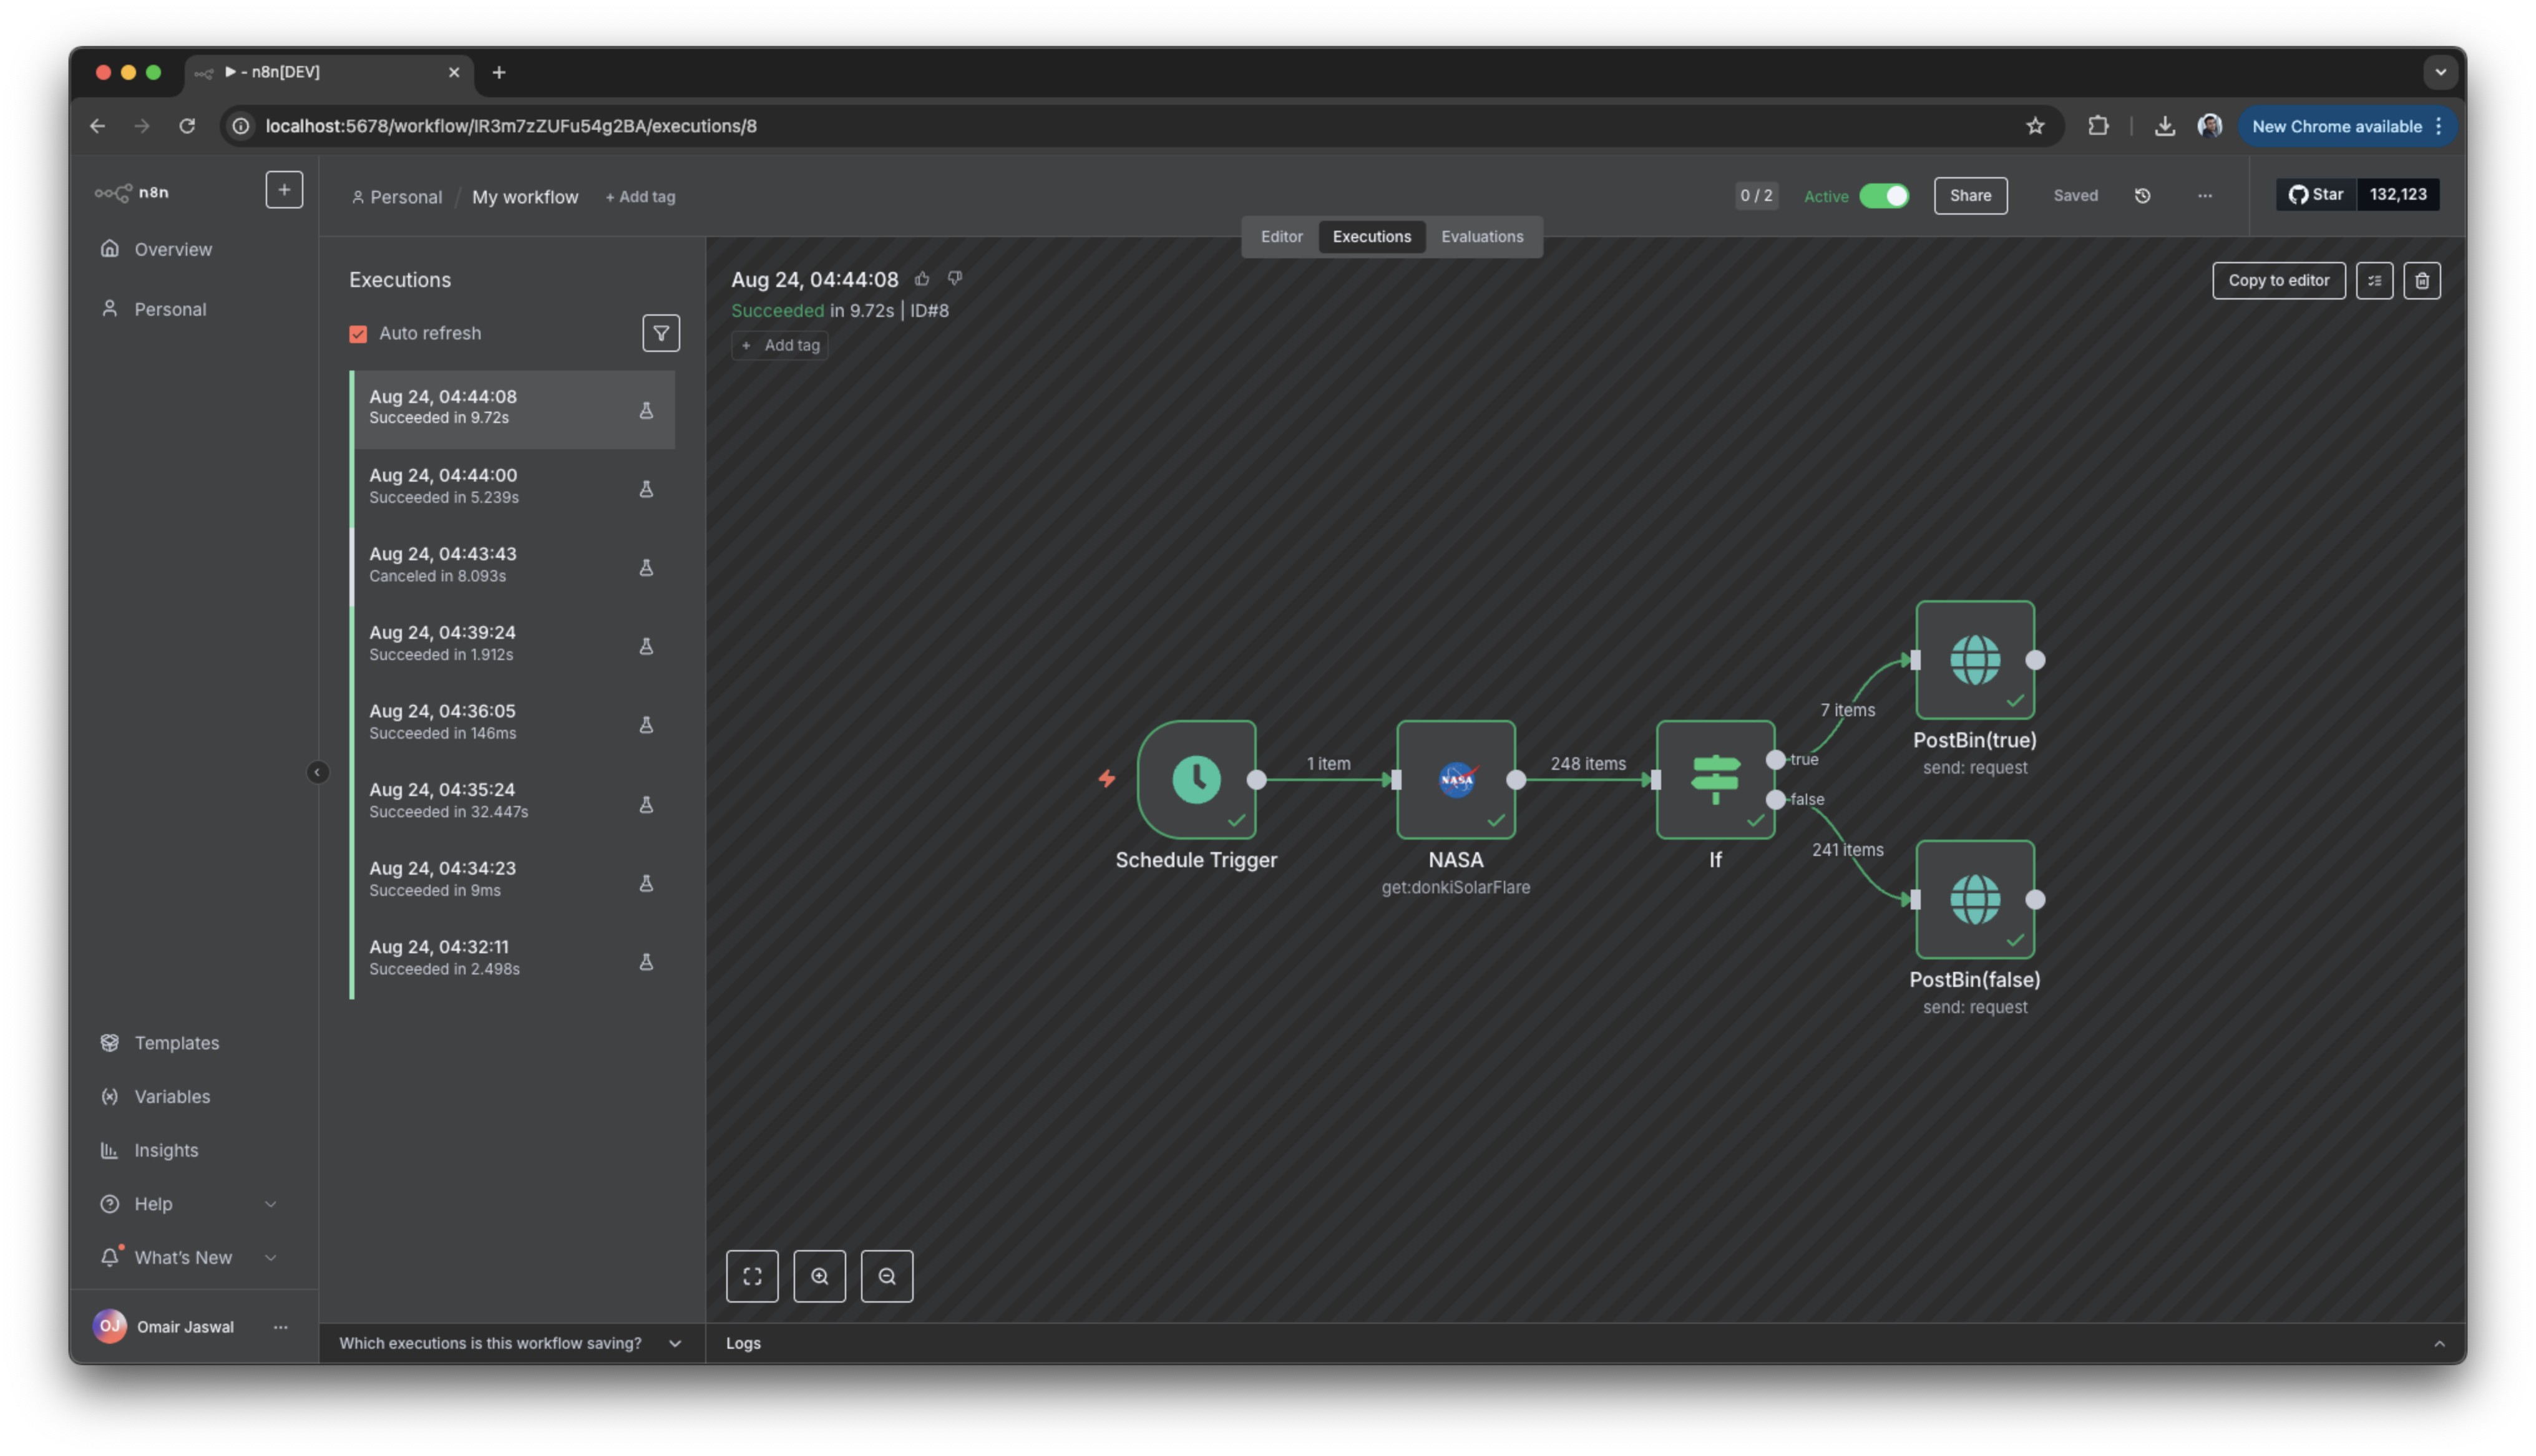 - n8n[DEV]
localhost:5678/workflow/IR3m7zZUFu54g2BA/executions/8
New Chrome available
n8n
Overview
Personal
Templates
Variables
Insights
Help
What's New
OJ Omair Jaswal
Personal / My workflow + Add tag
0 / 2 Active Share Saved Star 132,123
Editor Executions Evaluations
Executions
Auto refresh
Aug 24, 04:44:08
Succeeded in 9.72s
Aug 24, 04:44:00
Succeeded in 5.239s
Aug 24, 04:43:43
Canceled in 8.093s
Aug 24, 04:39:24
Succeeded in 1.912s
Aug 24, 04:36:05
Succeeded in 146ms
Aug 24, 04:35:24
Succeeded in 32.447s
Aug 24, 04:34:23
Succeeded in 9ms
Aug 24, 04:32:11
Succeeded in 2.498s
Which executions is this workflow saving?
Aug 24, 04:44:08
Succeeded in 9.72s | ID#8
+ Add tag
Copy to editor
Schedule Trigger
1 item
NASA
NASA
get:donkiSolarFlare
248 items
If
true
false
7 items
241 items
PostBin(true)
send: request
PostBin(false)
send: request
Logs